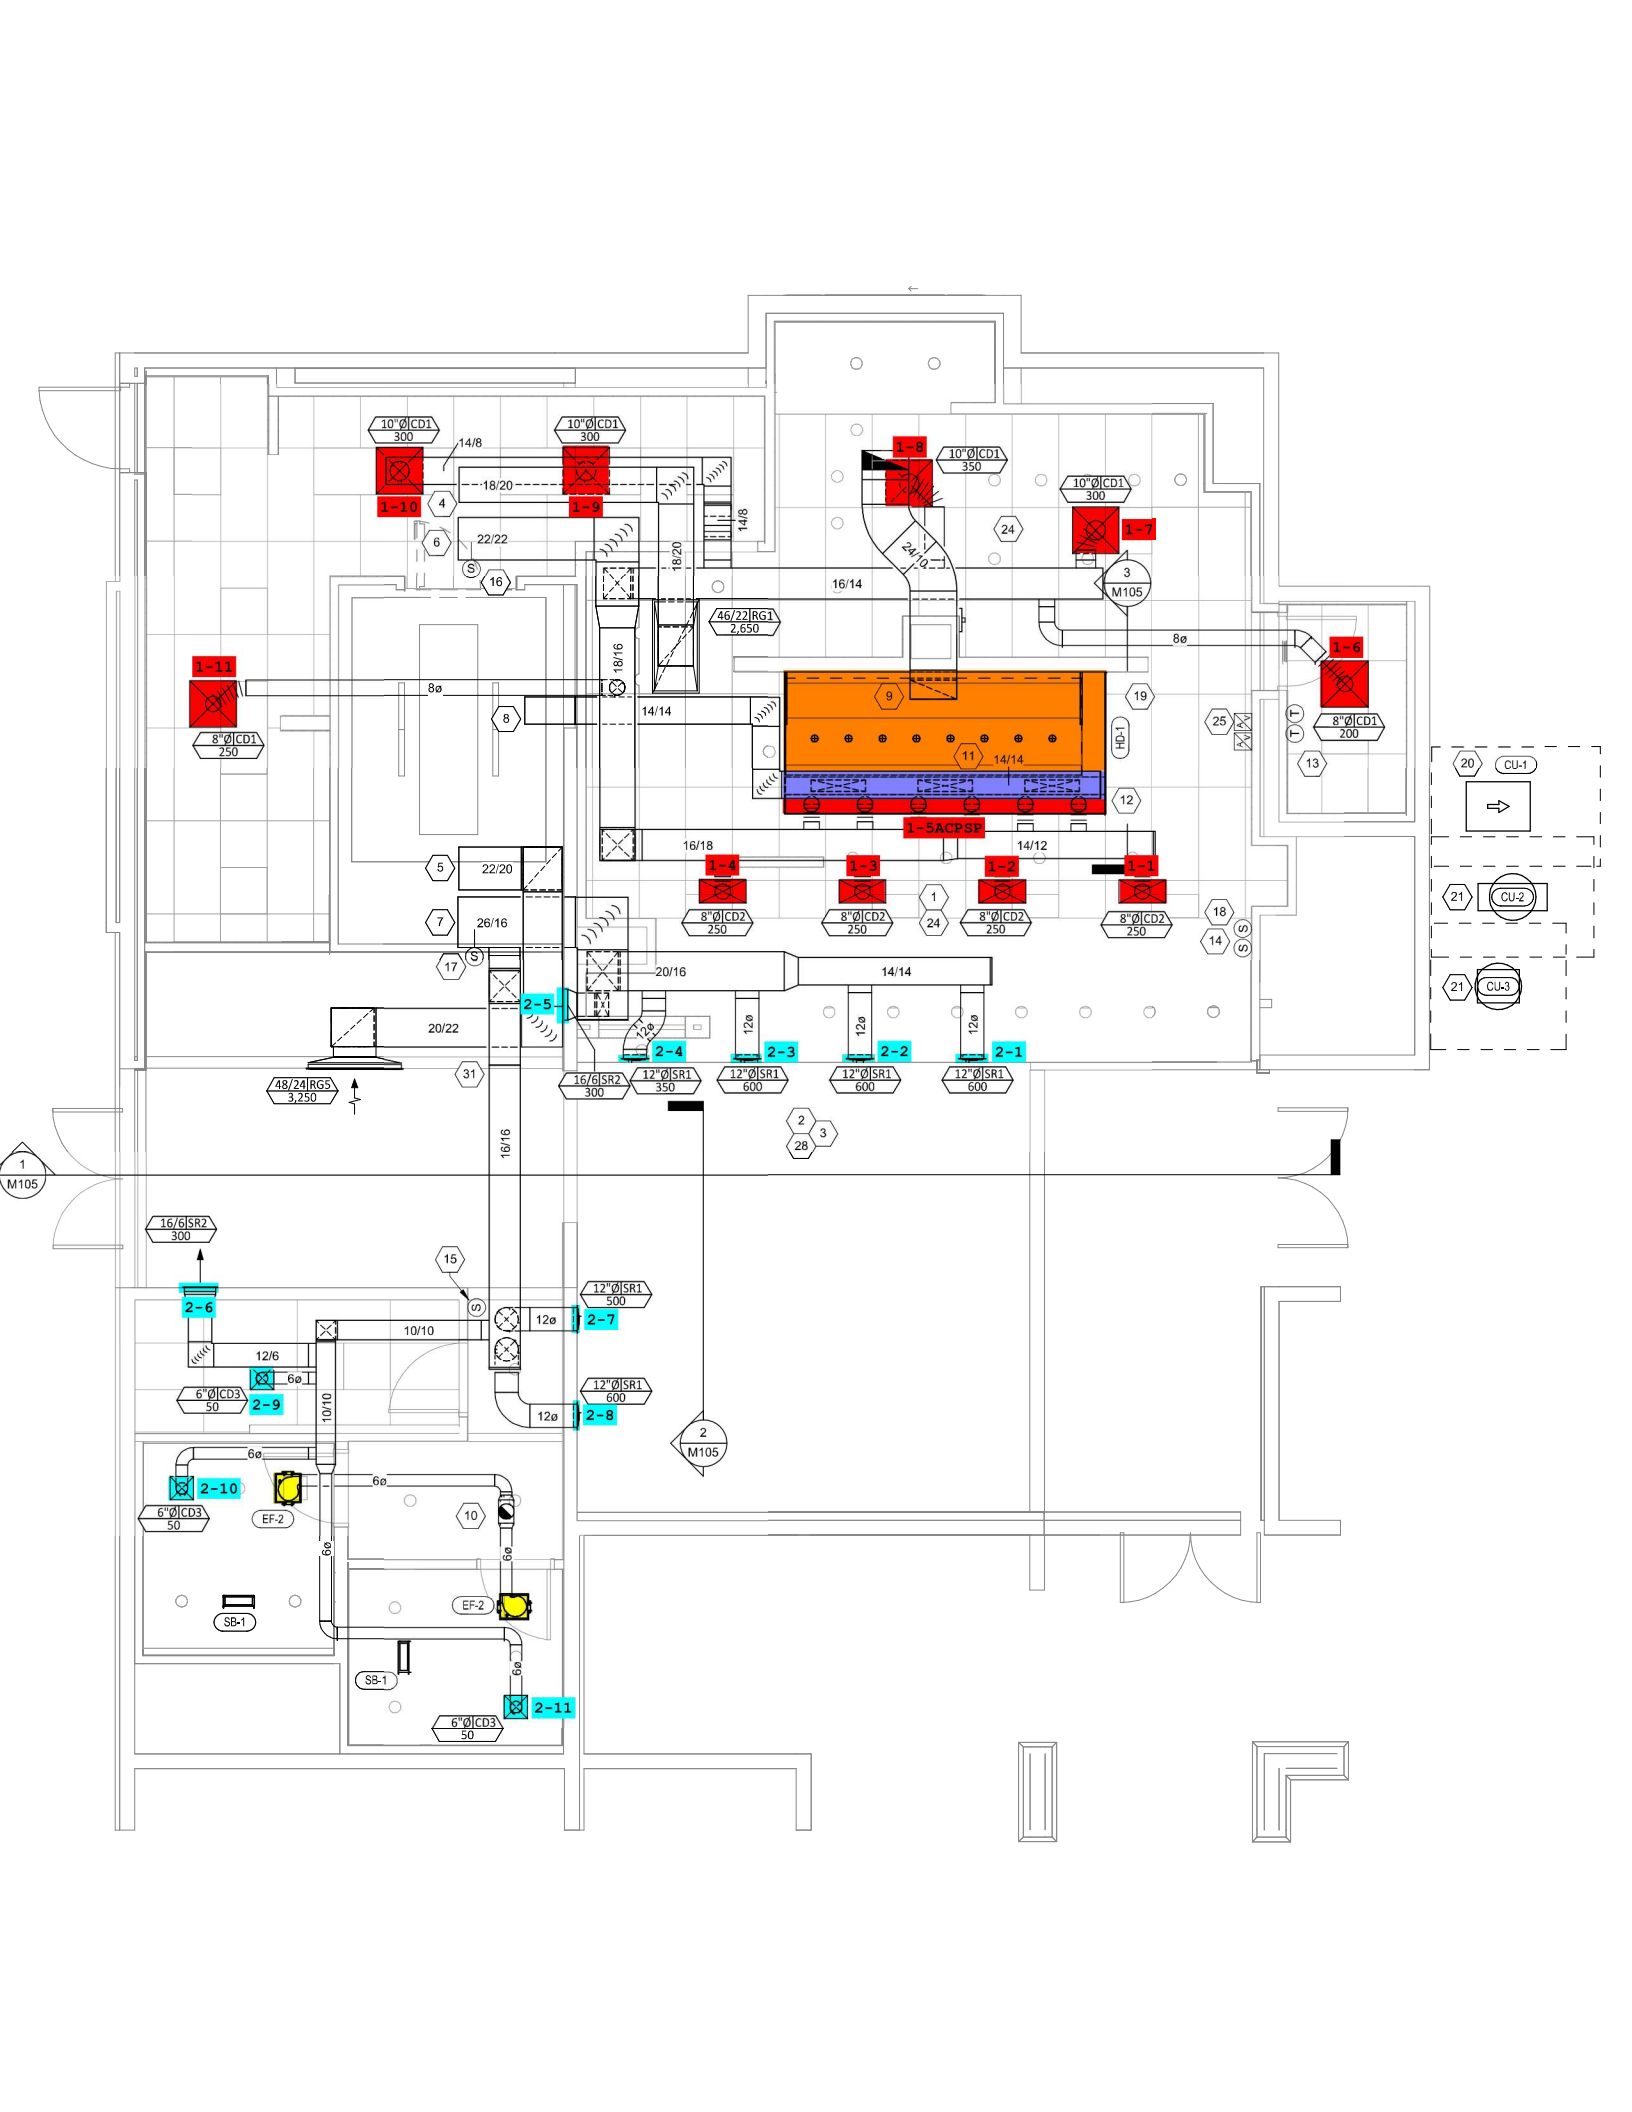 10"Ø CD1
300
10"Ø CD1
300
14/8
18/20
1-10
1-9
4
6
22/22
S
16
18/20
14/8
1-8
10"Ø CD1
350
10"Ø CD1
300
1-7
24
24/10
3
M105
16/14
46/22 RG1
2,650
8ø
1-6
8"Ø CD1
200
1-11
8"Ø CD1
250
8ø
18/16
14/14
8
9
19
HD-1
25
A
V
A
V
T
T
13
11
14/14
12
20
CU-1
1-5ACPSP
16/18
14/12
1-4
1-3
1-2
1-1
8"Ø CD2
250
8"Ø CD2
250
8"Ø CD2
250
8"Ø CD2
250
1
24
18
14
S
S
21
CU-2
21
CU-3
5
22/20
7
26/16
17
S
20/16
14/14
2-5
20/22
12ø
12ø
12ø
12ø
2-4
2-3
2-2
2-1
31
48/24 RG5
3,250
16/6 SR2
300
12"Ø SR1
350
12"Ø SR1
600
12"Ø SR1
600
12"Ø SR1
600
2
3
28
16/16
1
M105
16/6 SR2
300
15
S
2-6
12"Ø SR1
500
12ø
2-7
10/10
12/6
6ø
6"Ø CD3
50
2-9
10/10
12"Ø SR1
600
12ø
2-8
2
M105
6ø
6ø
2-10
6"Ø CD3
50
EF-2
10
6ø
6ø
EF-2
SB-1
SB-1
6ø
2-11
6"Ø CD3
50